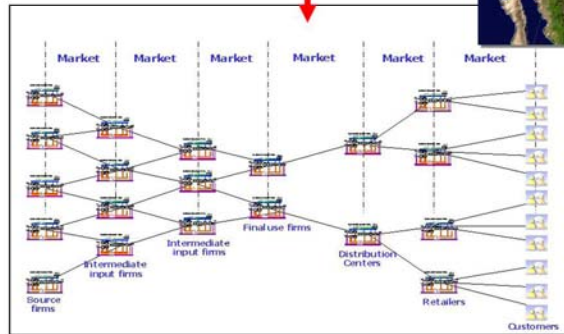 Market Market Market Market Market Market
Final use firms
Intermediate
input firms
Distribution
Centers
Intermediate
input firms
Source
firms
Retailers
Customers